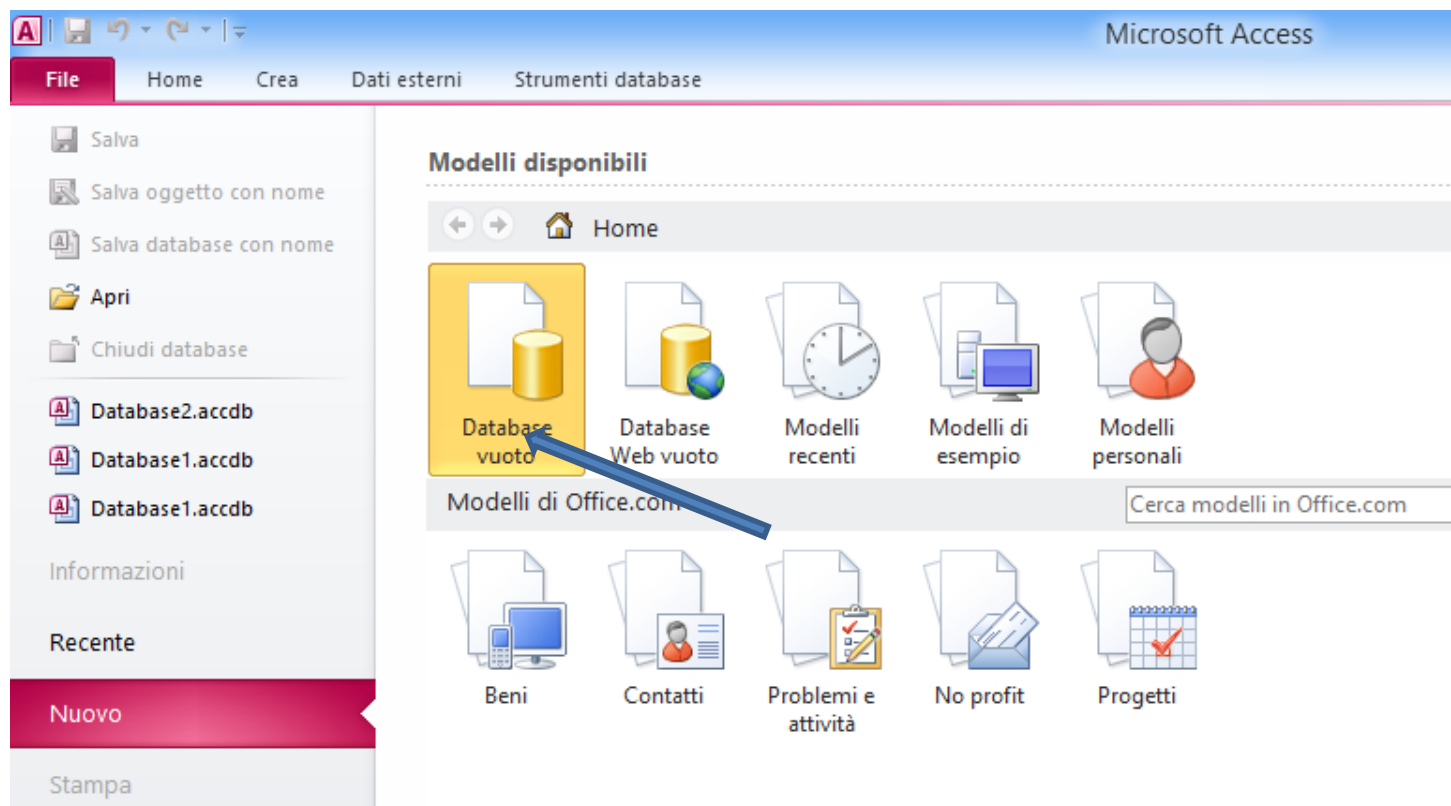 Microsoft Access
File Home Crea Dati esterni Strumenti database
Salva
Salva oggetto con nome
Salva database con nome
Apri
Chiudi database
Database2.accdb
Database1.accdb
Database1.accdb
Informazioni
Recente
Nuovo
Stampa
Modelli disponibili
Home
Database vuoto
Database Web vuoto
Modelli recenti
Modelli di esempio
Modelli personali
Modelli di Office.com
Cerca modelli in Office.com
Beni
Contatti
Problemi e attività
No profit
Progetti